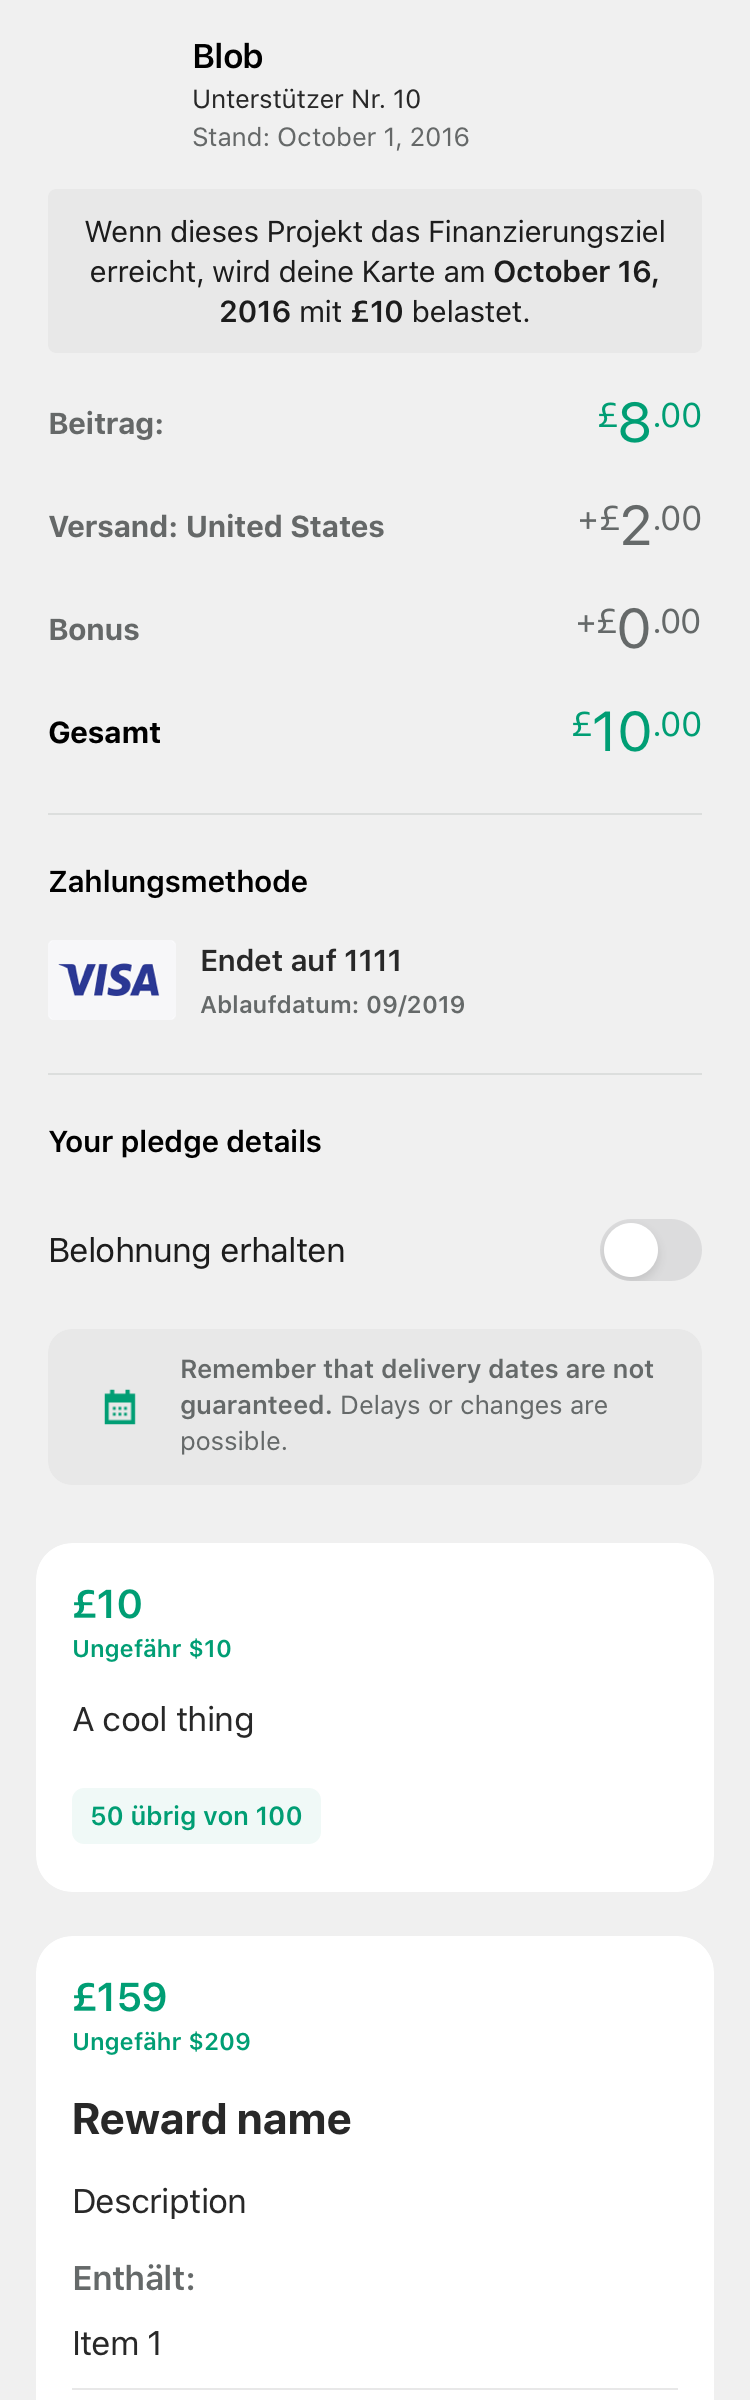 Blob
Unterstützer Nr. 10
Stand: October 1, 2016
Wenn dieses Projekt das Finanzierungsziel
erreicht, wird deine Karte am October 16,
2016 mit £10 belastet.
Beitrag: £8.00
Versand: United States +£2.00
Bonus +£0.00
Gesamt £10.00
Zahlungsmethode
VISA
Endet auf 1111
Ablaufdatum: 09/2019
Your pledge details
Belohnung erhalten
Remember that delivery dates are not
guaranteed. Delays or changes are
possible.
£10
Ungefähr $10
A cool thing
50 übrig von 100
£159
Ungefähr $209
Reward name
Description
Enthält:
Item 1